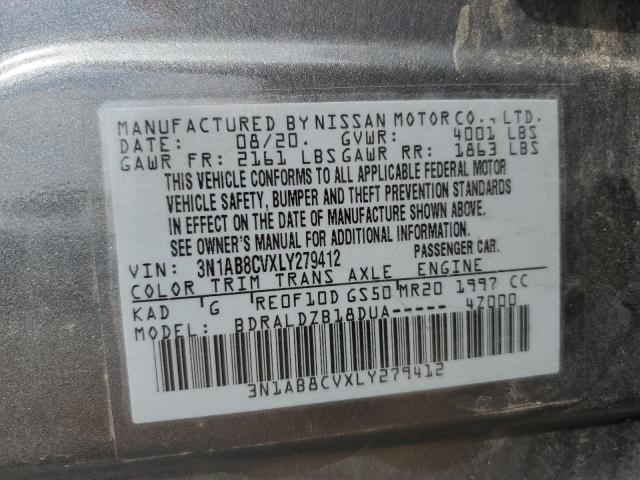 MANUFACTURED BY NISSAN MOTOR CO., LTD.
DATE: 08/20. GVWR: 4001 LBS
GAWR FR: 2161 LBS GAWR RR: 1863 LBS
THIS VEHICLE CONFORMS TO ALL APPLICABLE FEDERAL MOTOR
VEHICLE SAFETY, BUMPER AND THEFT PREVENTION STANDARDS
IN EFFECT ON THE DATE OF MANUFACTURE SHOWN ABOVE.
SEE OWNER'S MANUAL FOR ADDITIONAL INFORMATION.
VIN: 3N1AB8CVXLY279412 PASSENGER CAR.
COLOR TRIM TRANS AXLE ENGINE
KAD G RE0F10D GS50 MR20 1997 CC
MODEL: BDRALDZB18DUA----- 4Z000
3N1AB8CVXLY279412